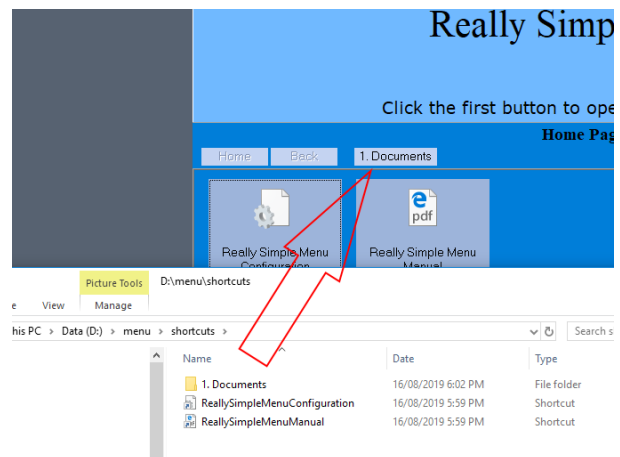 Really Simp
Click the first button to ope
Home Pag
Home Back 1. Documents
pdf
Really Simple Menu Really Simple Menu
Configuration Manual
Picture Tools D:\menu\shortcuts
e View Manage
his PC > Data (D:) > menu > shortcuts > Search s
Name Date Type
1. Documents 16/08/2019 6:02 PM File folder
ReallySimpleMenuConfiguration 16/08/2019 5:59 PM Shortcut
ReallySimpleMenuManual 16/08/2019 5:59 PM Shortcut